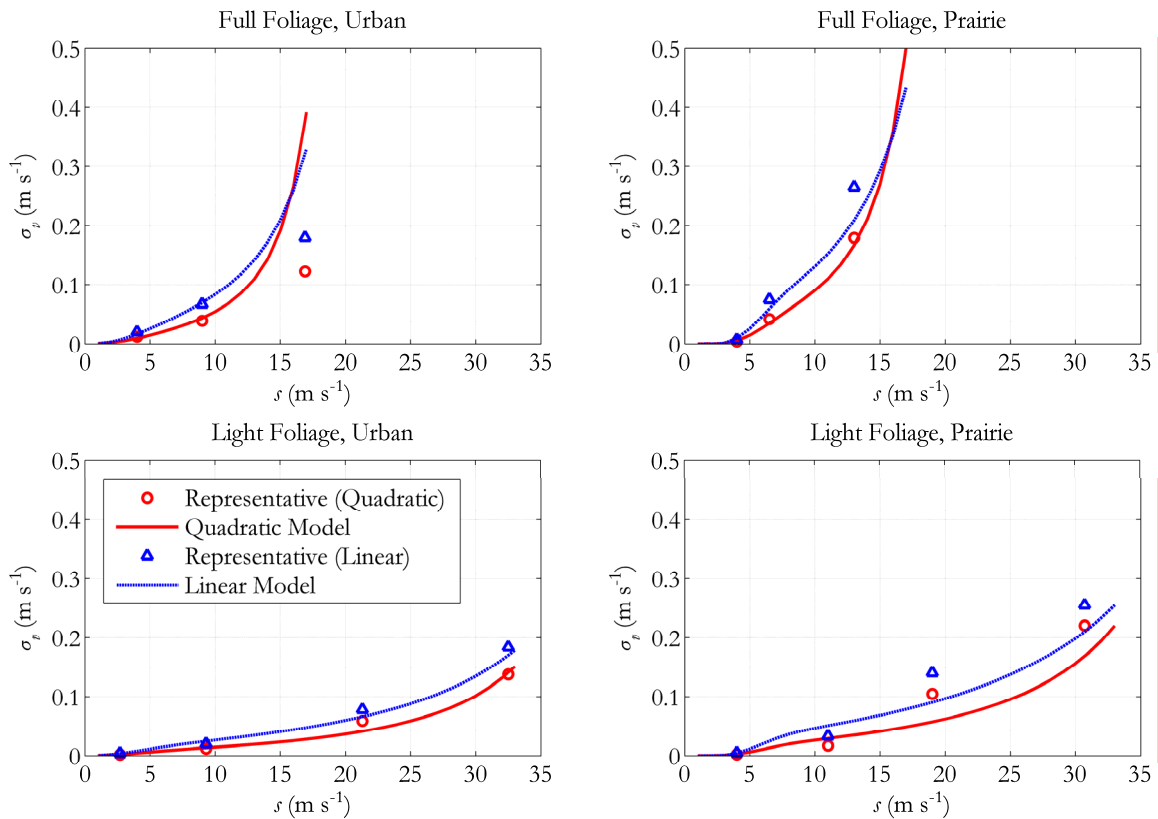 Full Foliage, Urban
0.5
0.4
0.3
0.2
0.1
0
σᵥ (m s⁻¹)
0 5 10 15 20 25 30 35
s (m s⁻¹)
Full Foliage, Prairie
0.5
0.4
0.3
0.2
0.1
0
σᵥ (m s⁻¹)
0 5 10 15 20 25 30 35
s (m s⁻¹)
Light Foliage, Urban
0.5
0.4
0.3
0.2
0.1
0
σᵥ (m s⁻¹)
Representative (Quadratic)
Quadratic Model
Representative (Linear)
Linear Model
0 5 10 15 20 25 30 35
s (m s⁻¹)
Light Foliage, Prairie
0.5
0.4
0.3
0.2
0.1
0
σᵥ (m s⁻¹)
0 5 10 15 20 25 30 35
s (m s⁻¹)